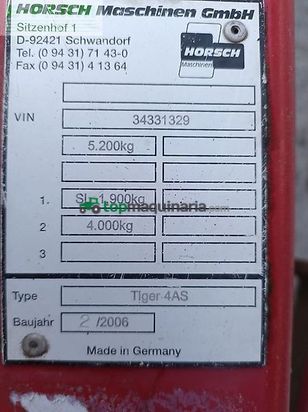 HORSCH Maschinen GmbH
Sitzenhof 1
D-92421 Schwandorf
Tel. (0 94 31) 71 43-0
Fax (0 94 31) 4 13 64
HORSCH
Maschinen
VIN 34331329
5.200kg
1. SL 1.900kg
topmaquinaria.com
2 4.000kg
3
Type Tiger 4AS
Baujahr 2 /2006
Made in Germany